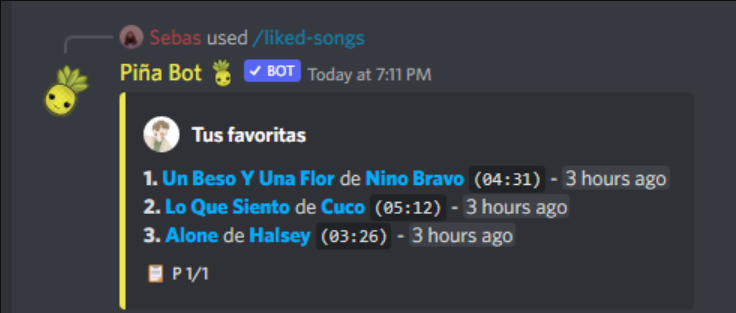 Sebas used /liked-songs
Piña Bot 🍍 ✓ BOT Today at 7:11 PM
Tus favoritas
1. Un Beso Y Una Flor de Nino Bravo (04:31) - 3 hours ago
2. Lo Que Siento de Cuco (05:12) - 3 hours ago
3. Alone de Halsey (03:26) - 3 hours ago
📋 P 1/1